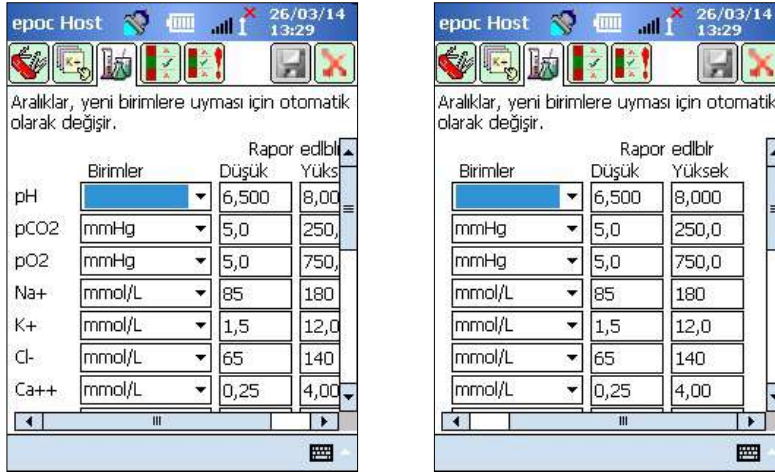 epoc Host 26/03/14
13:29
Aralıklar, yeni birimlere uyması için otomatik
olarak değişir.
Rapor edlblr
Birimler Düşük Yüks
pH 6,500 8,00
pCO2 mmHg 5,0 250,
pO2 mmHg 5,0 750,
Na+ mmol/L 85 180
K+ mmol/L 1,5 12,0
Cl- mmol/L 65 140
Ca++ mmol/L 0,25 4,00
epoc Host 26/03/14
13:29
Aralıklar, yeni birimlere uyması için otomatik
olarak değişir.
Rapor edlblr
Birimler Düşük Yüksek
6,500 8,000
mmHg 5,0 250,0
mmHg 5,0 750,0
mmol/L 85 180
mmol/L 1,5 12,0
mmol/L 65 140
mmol/L 0,25 4,00